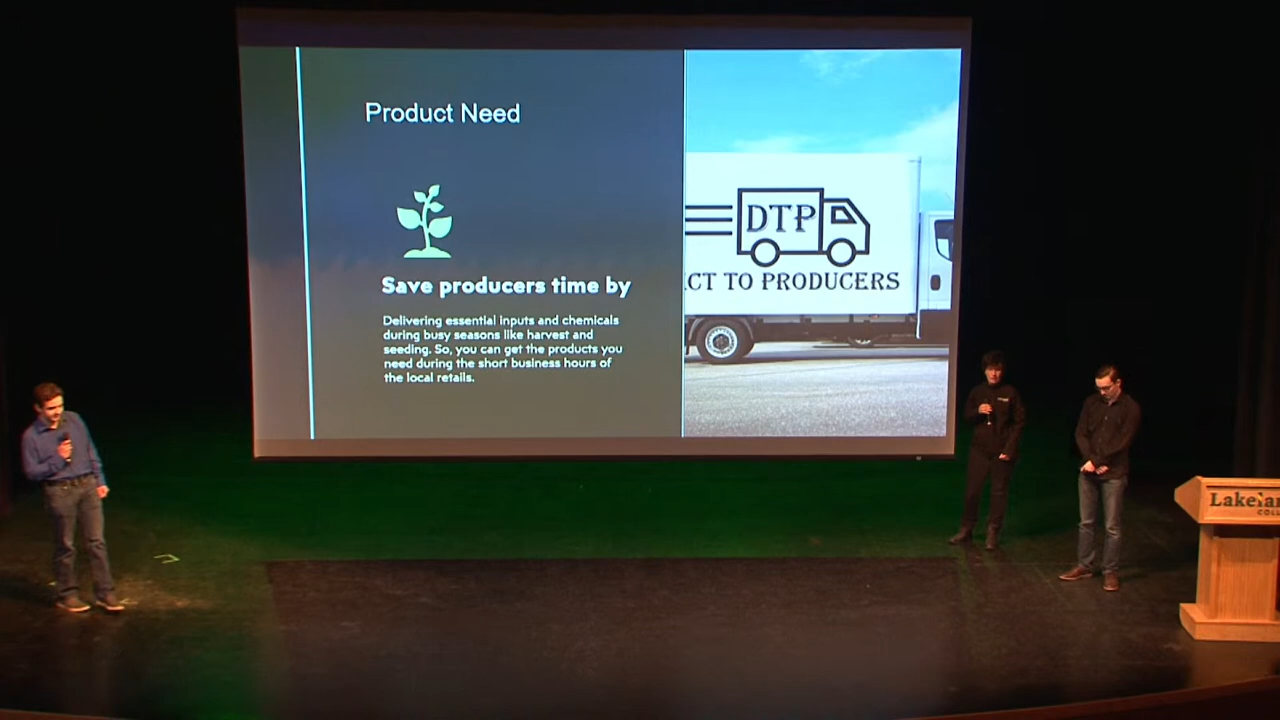 Product Need
Save producers time by
Delivering essential inputs and chemicals
during busy seasons like harvest and
seeding. So, you can get the products you
need during the short business hours of
the local retails.
DTP
CT TO PRODUCERS
Lakelan
COLL